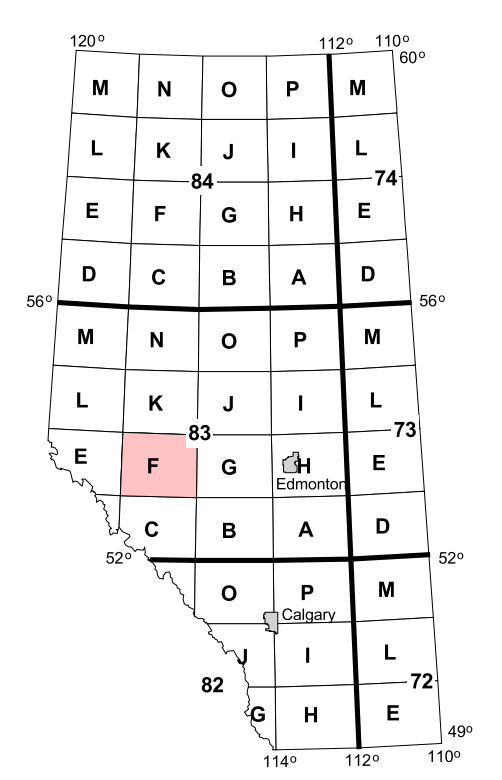 120° 112° 110°
60°
M N O P M
L K J I L
84 74
E F G H E
D C B A D
56° 56°
M N O P M
L K J I L
83 73
E F G H E
Edmonton
C B A D
52° 52°
O P M
Calgary
J I L
82 72
G H E
49°
114° 112° 110°